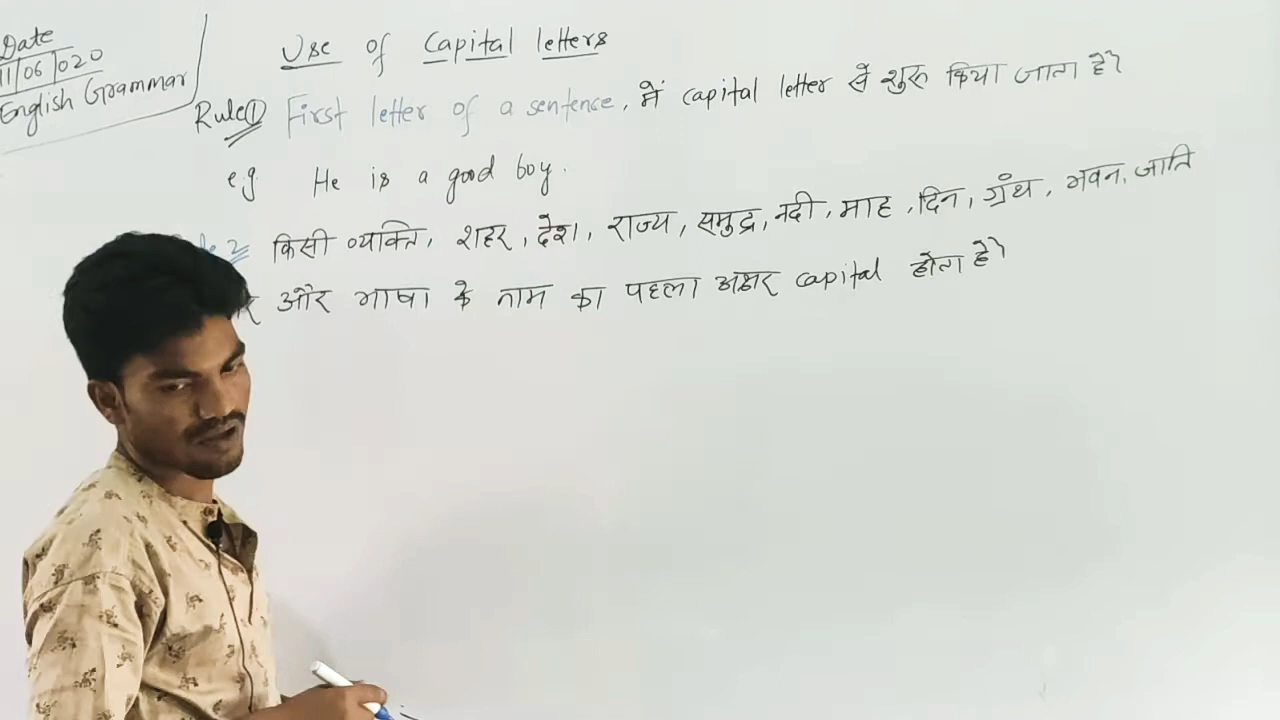 Date
11/06/020
English Grammar
Use of Capital letters
Rule① First letter of a sentence, में capital letter से शुरू किया जाता है।
e.g He is a good boy.
2 किसी व्यक्ति, शहर, देश, राज्य, समुद्र, नदी, माह, दिन, ग्रंथ, भवन, जाति
और भाषा के नाम का पहला अक्षर capital होता है।